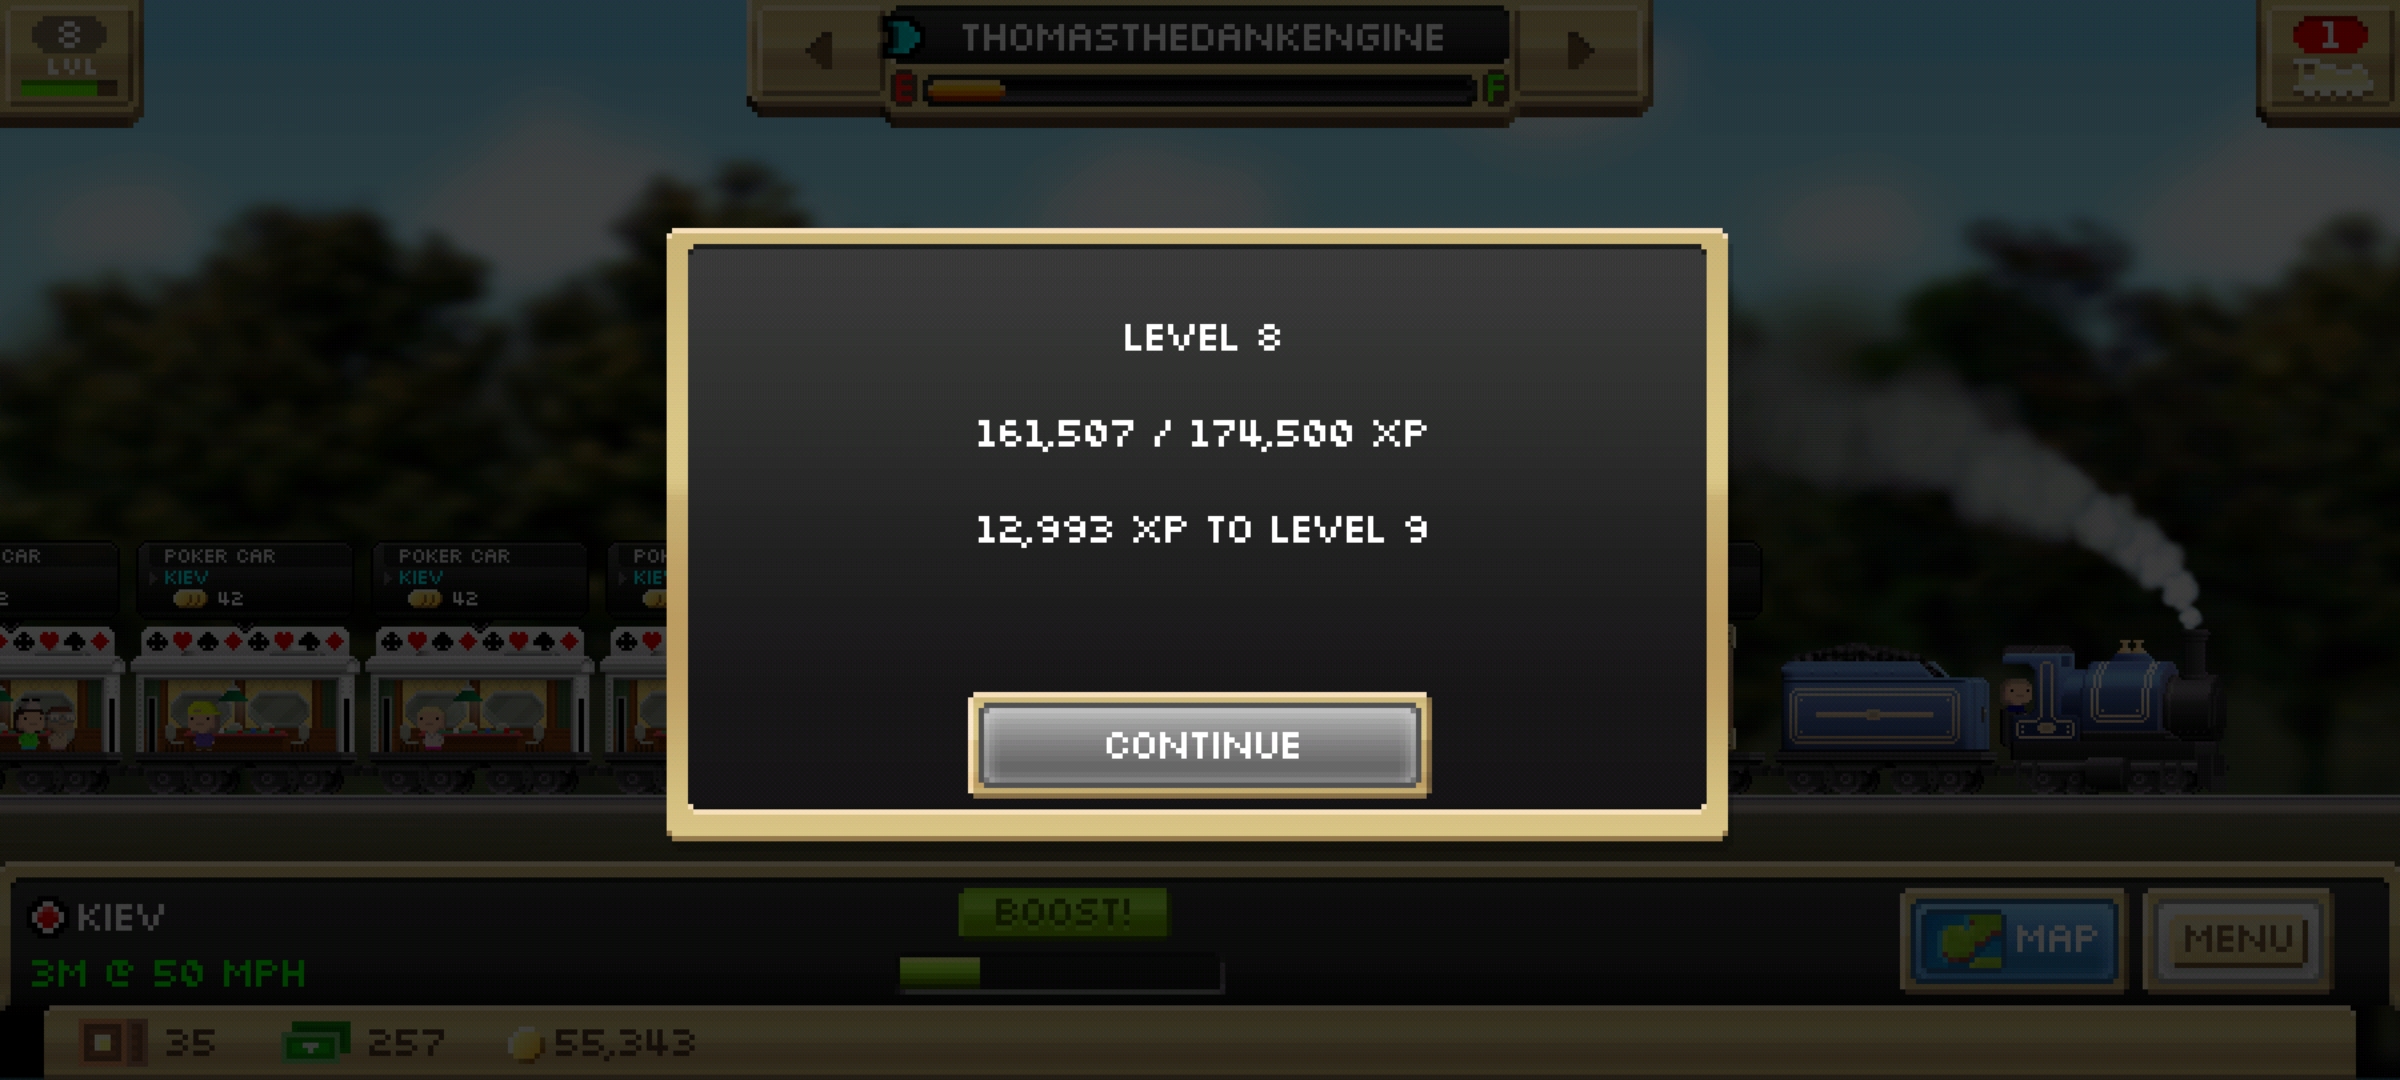 8
LVL
THOMASTHEDANKENGINE
E F
1
LEVEL 8
161,507 / 174,500 XP
12,993 XP TO LEVEL 9
CONTINUE
CAR
POKER CAR
KIEV
42
POKER CAR
KIEV
42
KIEV
3M @ 50 MPH
BOOST!
MAP
MENU
35 257 55,343